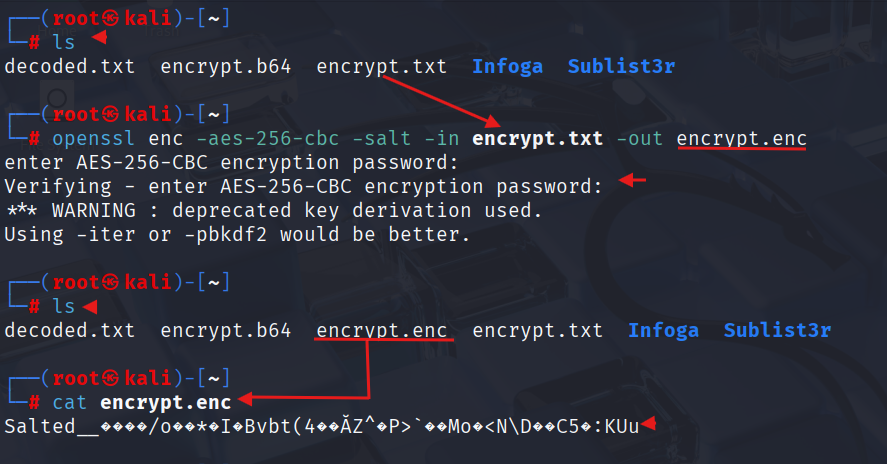 ┌──(root㉿kali)-[~]
└─# ls
decoded.txt  encrypt.b64  encrypt.txt  Infoga  Sublist3r
┌──(root㉿kali)-[~]
└─# openssl enc -aes-256-cbc -salt -in encrypt.txt -out encrypt.enc
enter AES-256-CBC encryption password:
Verifying - enter AES-256-CBC encryption password:
*** WARNING : deprecated key derivation used.
Using -iter or -pbkdf2 would be better.
┌──(root㉿kali)-[~]
└─# ls
decoded.txt  encrypt.b64  encrypt.enc  encrypt.txt  Infoga  Sublist3r
┌──(root㉿kali)-[~]
└─# cat encrypt.enc
Salted__����/o��*�I�Bvbt(4��ĂZ^�P>`��Mo�<N\D��C5�:KUu